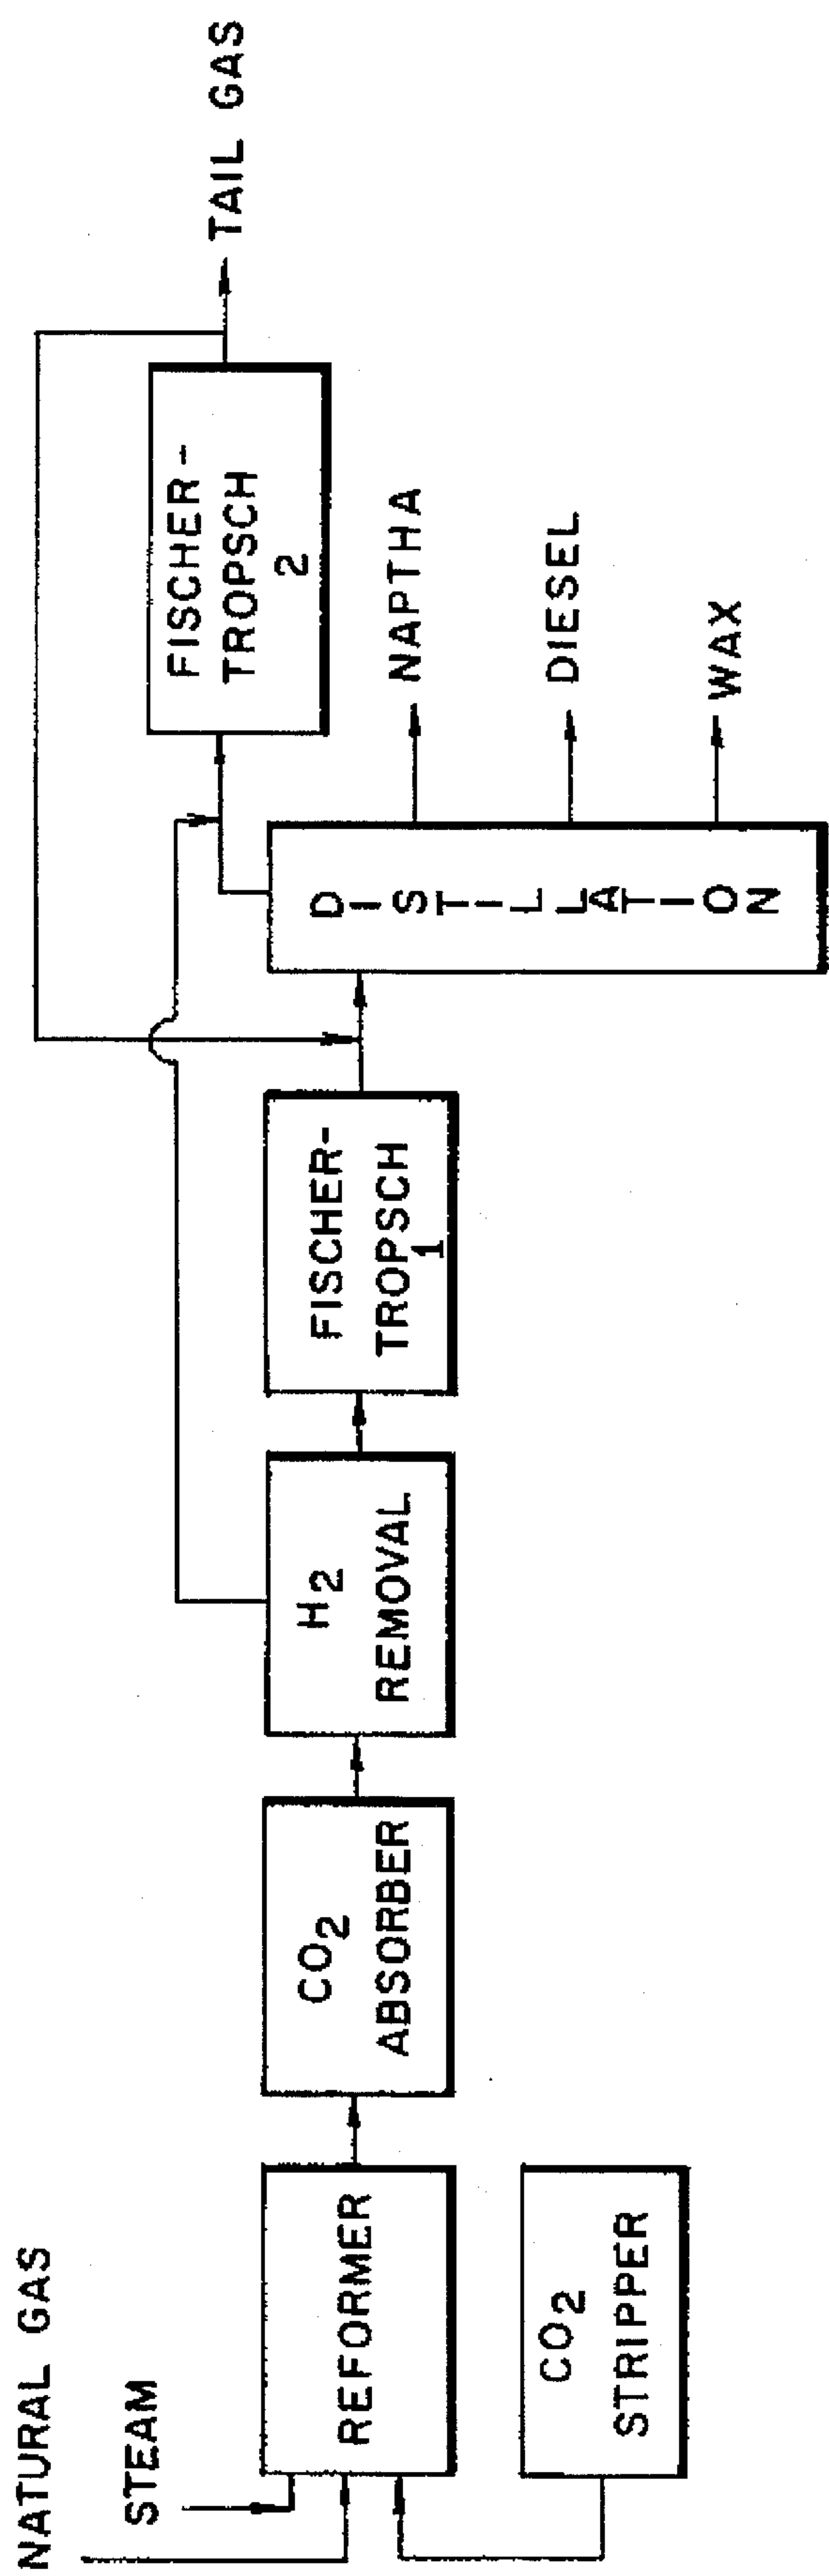 NATURAL GAS
STEAM
REFORMER
CO2
STRIPPER
CO2
ABSORBER
H2
REMOVAL
FISCHER-
TROPSCH
1
DISTILLATION
FISCHER-
TROPSCH
2
TAIL GAS
NAPTHA
DIESEL
WAX